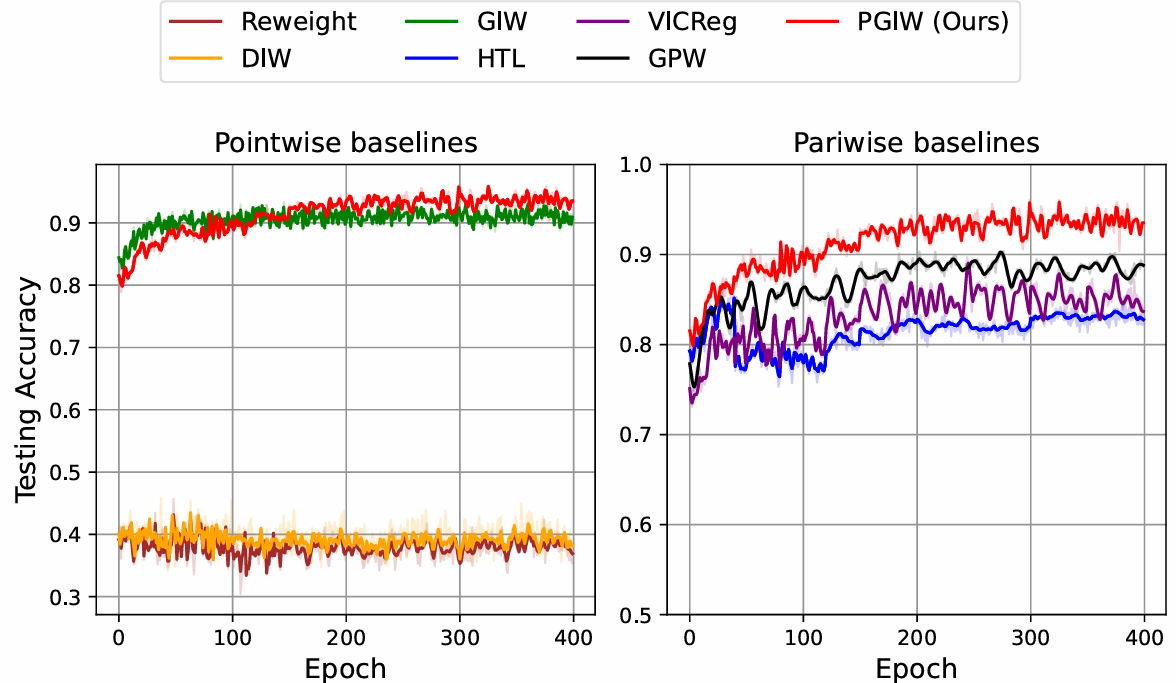 Reweight GIW VICReg PGIW (Ours)
DIW HTL GPW
Pointwise baselines Pariwise baselines
Testing Accuracy
0.9
0.8
0.7
0.6
0.5
0.4
0.3
0 100 200 300 400
Epoch
1.0
0.9
0.8
0.7
0.6
0.5
0 100 200 300 400
Epoch